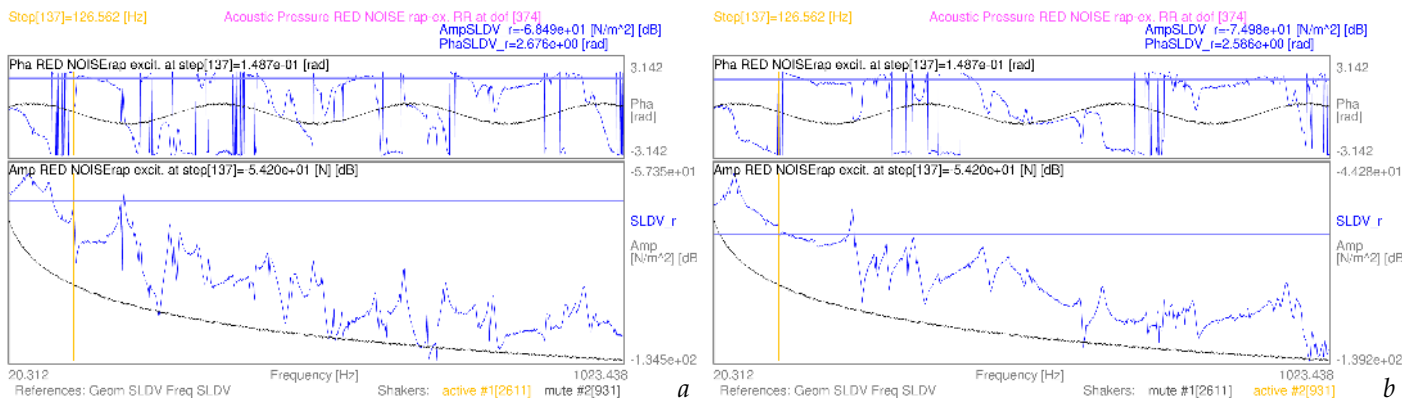 Step[137]=126.562 [Hz]
Acoustic Pressure RED NOISE rap-ex. RR at dof [374]
AmpSLDV_r=-6.849e+01 [N/m^2] [dB]
PhaSLDV_r=2.676e+00 [rad]
Pha RED NOISErap excit. at step[137]=1.487e-01 [rad]
3.142
Pha
[rad]
-3.142
Amp RED NOISErap excit. at step[137]=-5.420e+01 [N] [dB]
-5.735e+01
SLDV_r
Amp
[N/m^2] [dB
-1.345e+02
20.312
Frequency [Hz]
1023.438
References: Geom SLDV Freq SLDV
Shakers: active #1[2611] mute #2[931]
a
Step[137]=126.562 [Hz]
Acoustic Pressure RED NOISE rap-ex. RR at dof [374]
AmpSLDV_r=-7.498e+01 [N/m^2] [dB]
PhaSLDV_r=2.586e+00 [rad]
Pha RED NOISErap excit. at step[137]=1.487e-01 [rad]
3.142
Pha
[rad]
-3.142
Amp RED NOISErap excit. at step[137]=-5.420e+01 [N] [dB]
-4.428e+01
SLDV_r
Amp
[N/m^2] [dB
-1.392e+02
20.312
Frequency [Hz]
1023.438
References: Geom SLDV Freq SLDV
Shakers: mute #1[2611] active #2[931]
b